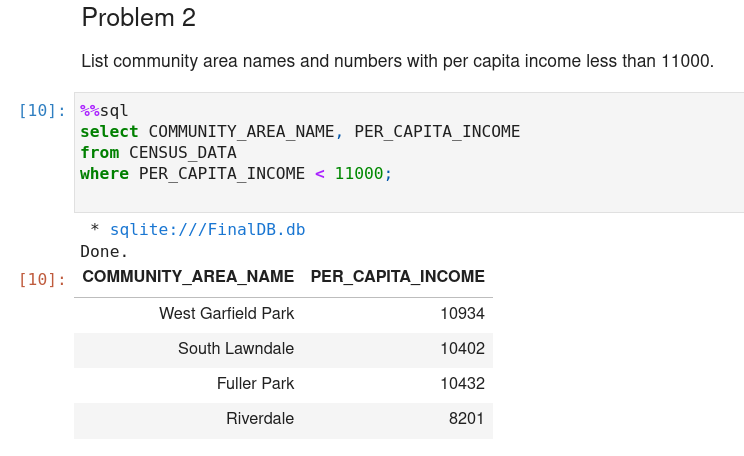 Problem 2
List community area names and numbers with per capita income less than 11000.
[10]: %%sql
select COMMUNITY_AREA_NAME, PER_CAPITA_INCOME
from CENSUS_DATA
where PER_CAPITA_INCOME < 11000;
* sqlite:///FinalDB.db
Done.
[10]: COMMUNITY_AREA_NAME PER_CAPITA_INCOME
West Garfield Park 10934
South Lawndale 10402
Fuller Park 10432
Riverdale 8201